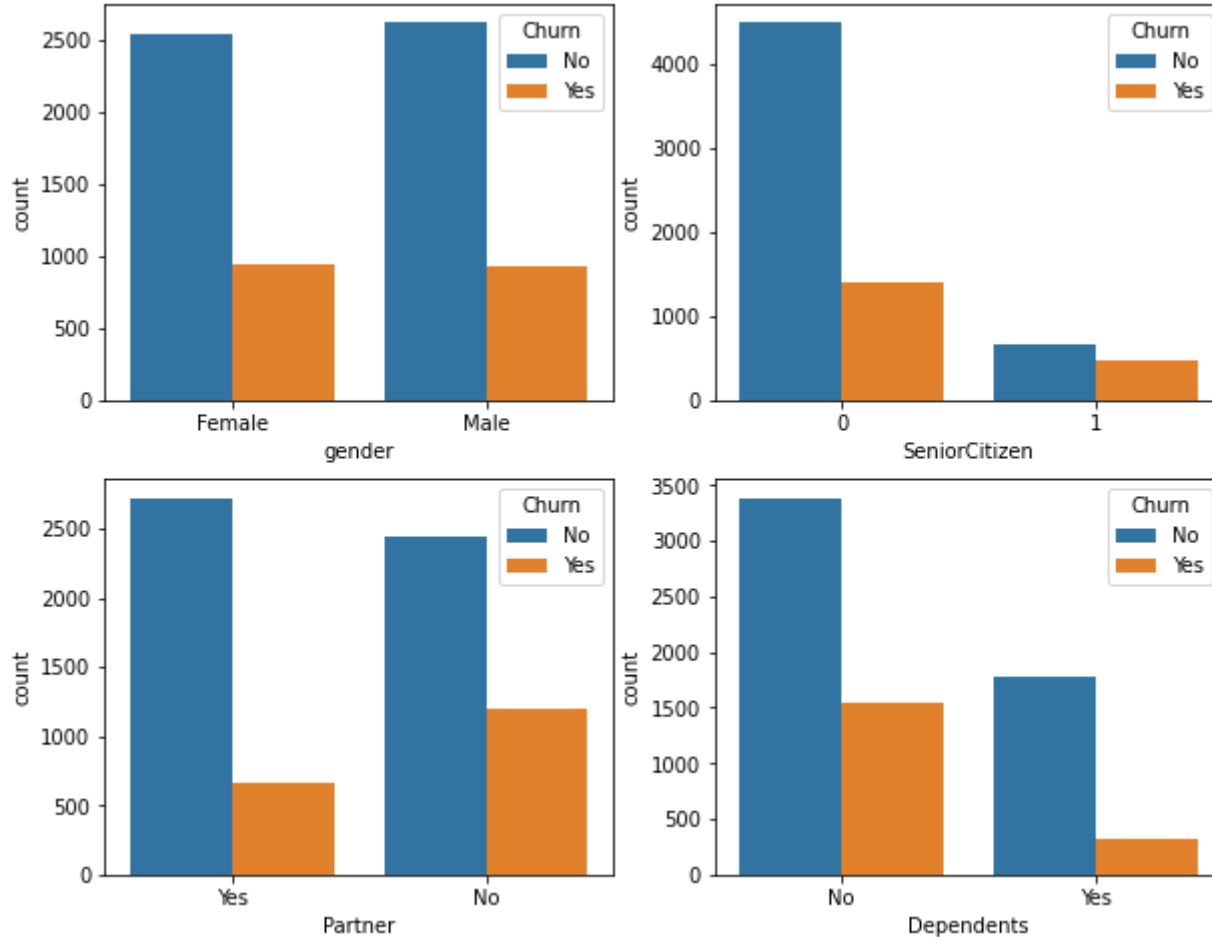 Churn
No
Yes
2500
2000
1500
1000
500
0
count
Female
Male
gender
Churn
No
Yes
4000
3000
2000
1000
0
count
0
1
SeniorCitizen
Churn
No
Yes
2500
2000
1500
1000
500
0
count
Yes
No
Partner
Churn
No
Yes
3500
3000
2500
2000
1500
1000
500
0
count
No
Yes
Dependents